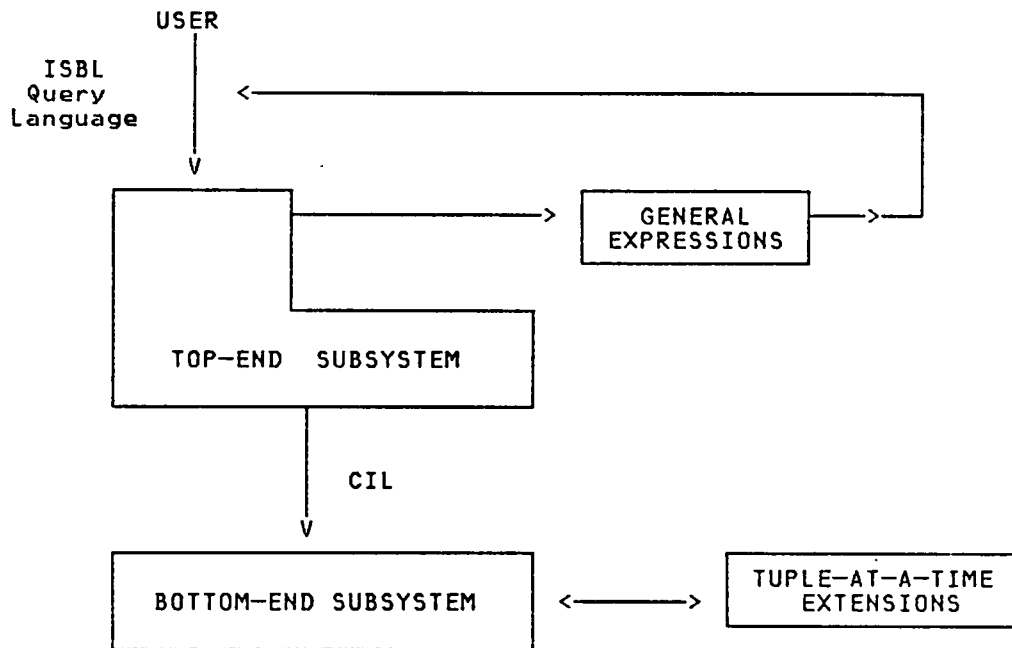 USER
ISBL
Query
Language
GENERAL
EXPRESSIONS
TOP-END SUBSYSTEM
CIL
BOTTOM-END SUBSYSTEM
TUPLE-AT-A-TIME
EXTENSIONS